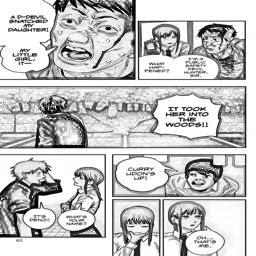 A D-DEVIL
SNATCHED
MY
DAUGHTER!
MY
LITTLE
GIRL,
IT—
WHAT
HAP-
PENED?
I'M A
PUBLIC
SAFETY
DEVIL
HUNTER,
SIR.
IT TOOK
HER INTO
THE
WOODS!!
IT'S
DENJI!
WHAT'S
YOUR
NAME?
CURRY
UDON'S
UP!
OH...
THAT'S
ME.